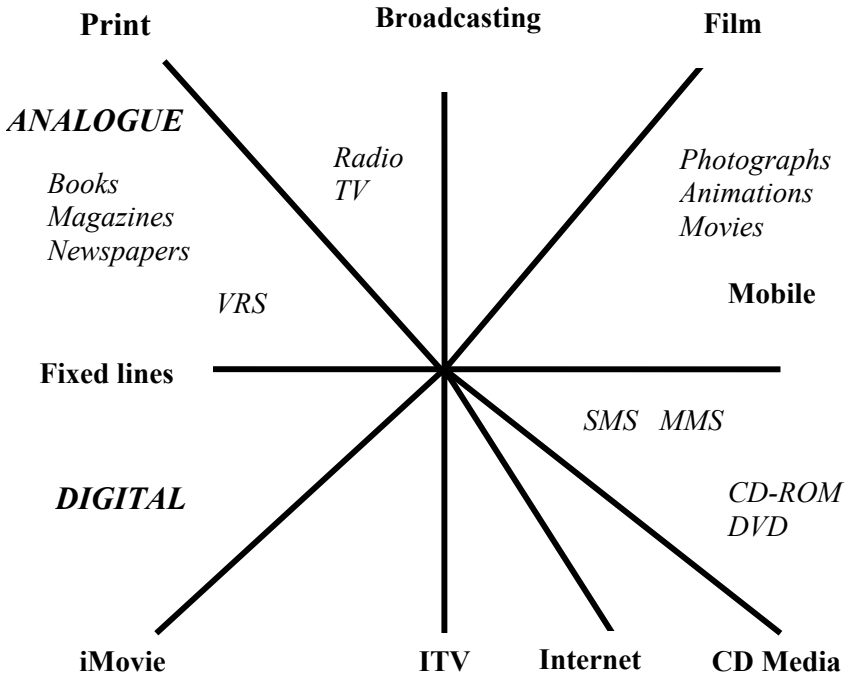 Print
Broadcasting
Film
ANALOGUE
Radio
TV
Photographs
Animations
Movies
Books
Magazines
Newspapers
VRS
Mobile
Fixed lines
SMS MMS
DIGITAL
CD-ROM
DVD
iMovie
ITV
Internet
CD Media